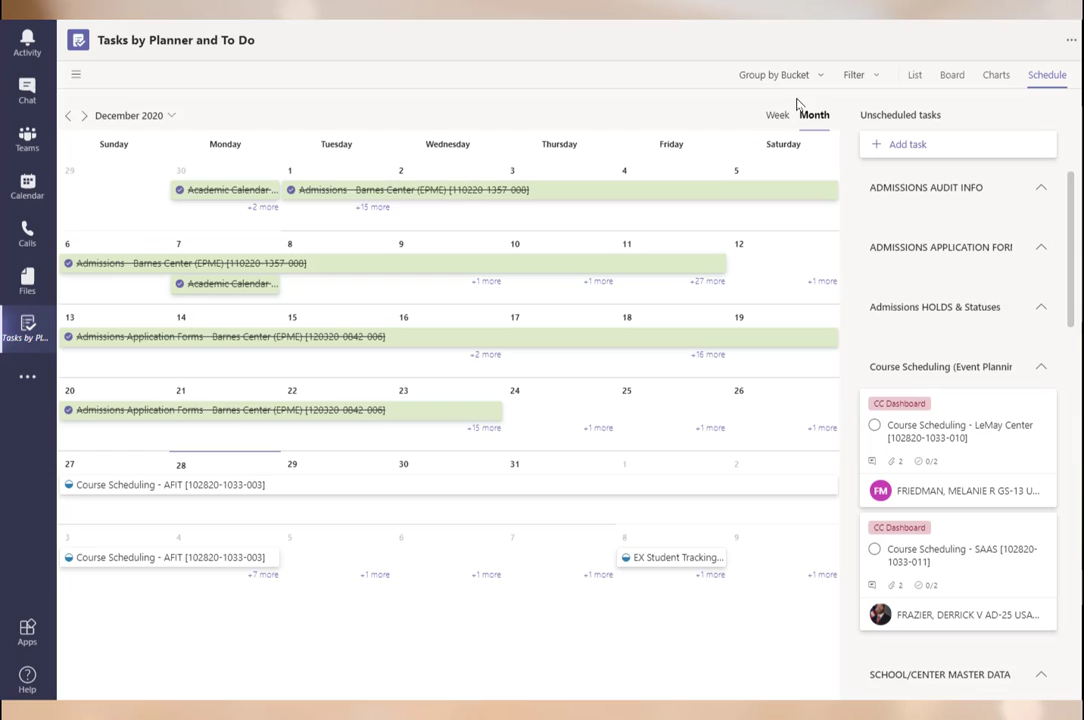 Activity
Chat
Teams
Calendar
Calls
Files
Tasks by Pl...
Apps
Help
Tasks by Planner and To Do
Group by Bucket
Filter
List
Board
Charts
Schedule
December 2020
Week
Month
Sunday
Monday
Tuesday
Wednesday
Thursday
Friday
Saturday
29
30
1
2
3
4
5
Academic Calendar...
Admissions - Barnes Center (EPME) [110220-1357-008]
+2 more
+15 more
6
7
8
9
10
11
12
Admissions - Barnes Center (EPME) [110220-1357-008]
Academic Calendar...
+1 more
+1 more
+27 more
+1 more
13
14
15
16
17
18
19
Admissions Application Forms - Barnes Center (EPME) [120320-0842-006]
+2 more
+16 more
20
21
22
23
24
25
26
Admissions Application Forms - Barnes Center (EPME) [120320-0842-006]
+15 more
+1 more
+1 more
+1 more
27
28
29
30
31
1
2
Course Scheduling - AFIT [102820-1033-003]
3
4
5
6
7
8
9
Course Scheduling - AFIT [102820-1033-003]
EX Student Tracking...
+7 more
+1 more
+1 more
+1 more
+1 more
+1 more
Unscheduled tasks
+ Add task
ADMISSIONS AUDIT INFO
ADMISSIONS APPLICATION FORI
Admissions HOLDS & Statuses
Course Scheduling (Event Plannir
CC Dashboard
Course Scheduling - LeMay Center
[102820-1033-010]
2
0/2
FM
FRIEDMAN, MELANIE R GS-13 U...
CC Dashboard
Course Scheduling - SAAS [102820-
1033-011]
2
0/2
FRAZIER, DERRICK V AD-25 USA...
SCHOOL/CENTER MASTER DATA